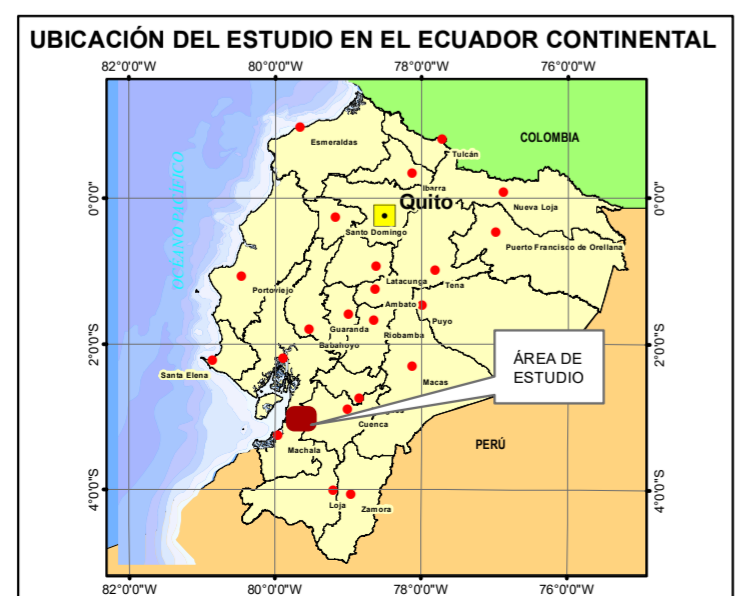 UBICACIÓN DEL ESTUDIO EN EL ECUADOR CONTINENTAL
82°0'0"W 80°0'0"W 78°0'0"W 76°0'0"W
COLOMBIA
Esmeraldas
Tulcán
Ibarra
0°0'0" Quito Nueva Loja 0°0'0"
OCÉANO PACÍFICO
Santo Domingo
Puerto Francisco de Orellana
Latacunga
Tena
Portoviejo
Ambato
Puyo
Guaranda
Riobamba
Babahoyo
2°0'0"S 2°0'0"S
ÁREA DE
ESTUDIO
Santa Elena
Macas
Cuenca
Machala
PERÚ
4°0'0"S 4°0'0"S
Loja
Zamora
82°0'0"W 80°0'0"W 78°0'0"W 76°0'0"W